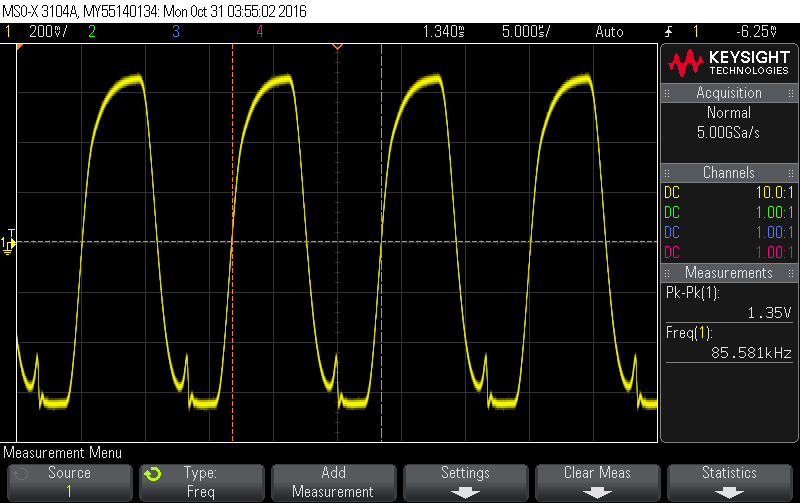 MSO-X 3104A, MY55140134: Mon Oct 31 03:55:02 2016
1 200mV/ 2 3 4 1.340s 5.000s/ Auto 1 -6.25mV
KEYSIGHT
TECHNOLOGIES
Acquisition
Normal
5.00GSa/s
Channels
DC 10.0:1
DC 1.00:1
DC 1.00:1
DC 1.00:1
Measurements
Pk-Pk(1):
1.35V
Freq(1):
85.581kHz
T
1
Measurement Menu
Source
1
Type:
Freq
Add
Measurement
Settings
Clear Meas
Statistics